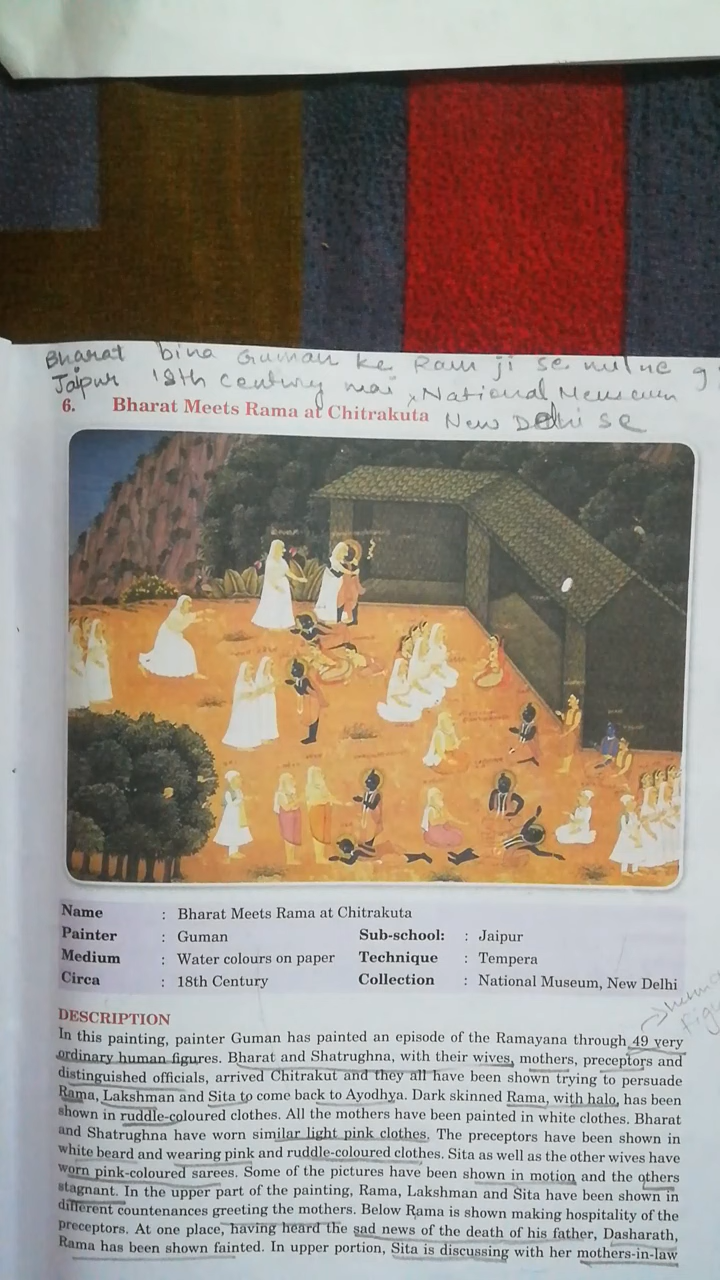 Bharat bina Guman ke Ram ji se milne g
Jaipur 18th century mai, National Meuseum
New Delhi se
6. Bharat Meets Rama at Chitrakuta
Name : Bharat Meets Rama at Chitrakuta
Painter : Guman Sub-school: : Jaipur
Medium : Water colours on paper Technique : Tempera
Circa : 18th Century Collection : National Museum, New Delhi
DESCRIPTION
In this painting, painter Guman has painted an episode of the Ramayana through 49 very
ordinary human figures. Bharat and Shatrughna, with their wives, mothers, preceptors and
distinguished officials, arrived Chitrakut and they all have been shown trying to persuade
Rama, Lakshman and Sita to come back to Ayodhya. Dark skinned Rama, with halo, has been
shown in ruddle-coloured clothes. All the mothers have been painted in white clothes. Bharat
and Shatrughna have worn similar light pink clothes. The preceptors have been shown in
white beard and wearing pink and ruddle-coloured clothes. Sita as well as the other wives have
worn pink-coloured sarees. Some of the pictures have been shown in motion and the others
stagnant. In the upper part of the painting, Rama, Lakshman and Sita have been shown in
different countenances greeting the mothers. Below Rama is shown making hospitality of the
preceptors. At one place, having heard the sad news of the death of his father, Dasharath,
Rama has been shown fainted. In upper portion, Sita is discussing with her mothers-in-law